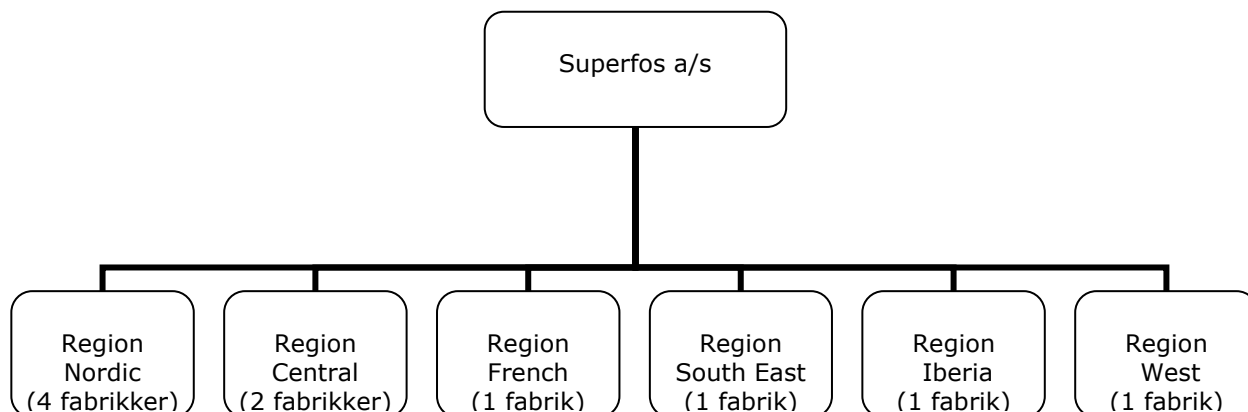 Superfos a/s
Region
Nordic
(4 fabrikker)
Region
Central
(2 fabrikker)
Region
French
(1 fabrik)
Region
South East
(1 fabrik)
Region
Iberia
(1 fabrik)
Region
West
(1 fabrik)